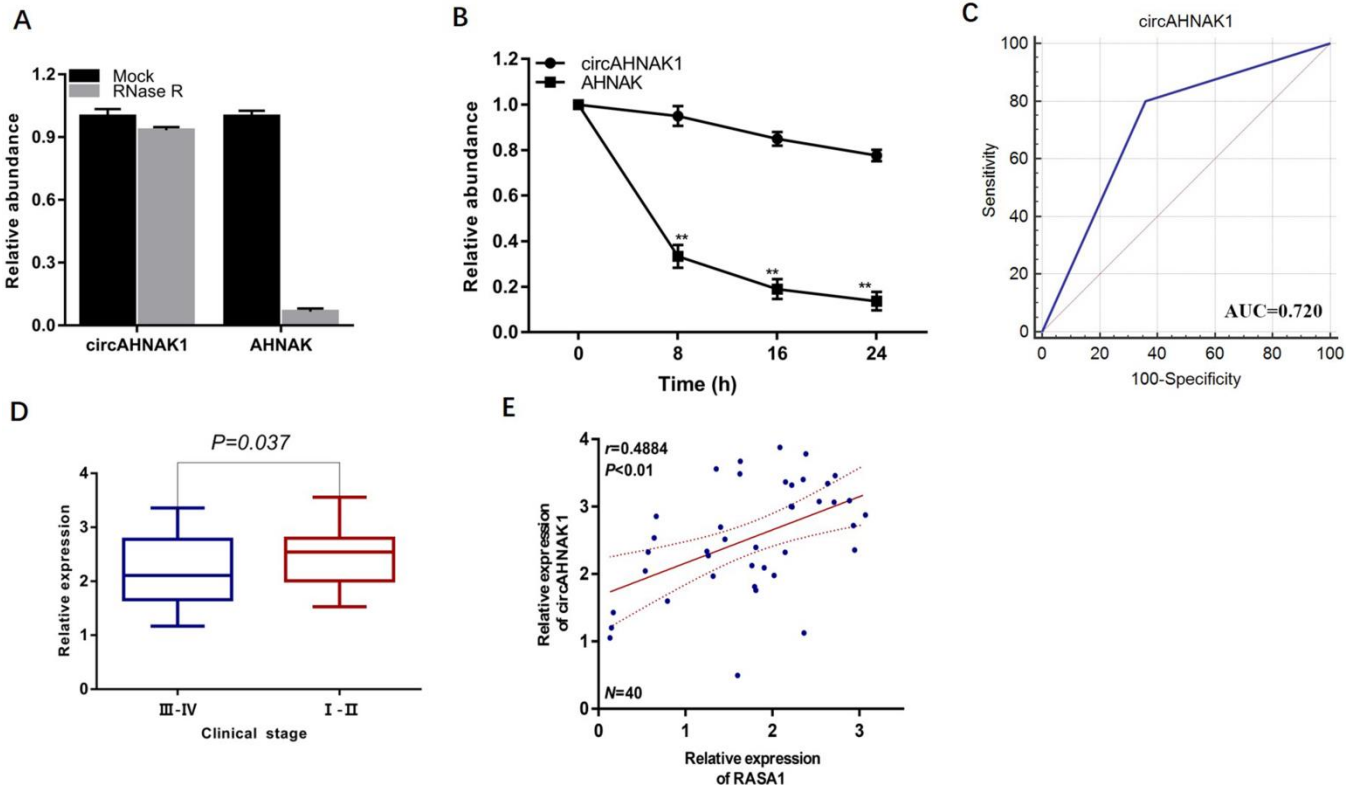 A
1.2
0.9
0.6
0.3
0.0
Relative abundance
Mock
RNase R
circAHNAK1
AHNAK
B
1.2
1.0
0.8
0.6
0.4
0.2
0.0
Relative abundance
circAHNAK1
AHNAK
**
**
**
0
8
16
24
Time (h)
C
circAHNAK1
100
80
60
40
20
0
Sensitivity
AUC=0.720
0
20
40
60
80
100
100-Specificity
D
P=0.037
4
3
2
1
0
Relative expression
Ⅲ-Ⅳ
Ⅰ-Ⅱ
Clinical stage
E
4
3
2
1
0
Relative expression
of circAHNAK1
r=0.4884
P<0.01
N=40
0
1
2
3
Relative expression
of RASA1